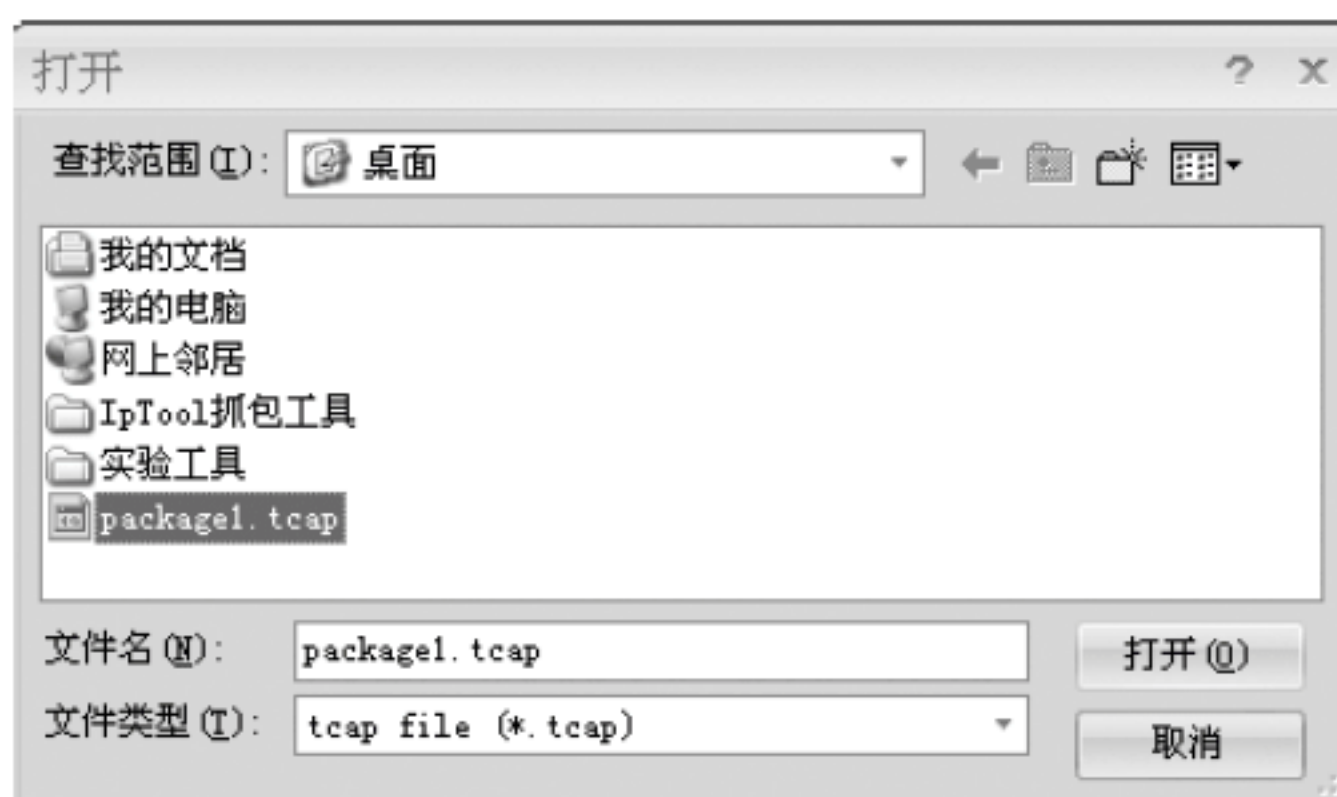 打开
查找范围(I): 桌面
我的文档
我的电脑
网上邻居
IpTool抓包工具
实验工具
package1.tcap
文件名(N): package1.tcap 打开(O)
文件类型(T): tcap file (*.tcap) 取消